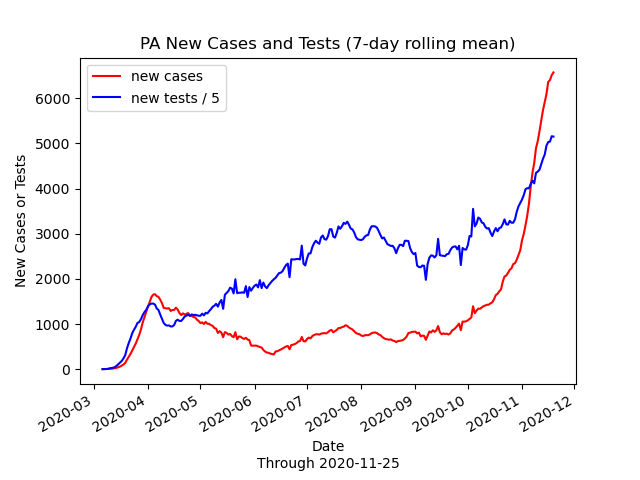 PA New Cases and Tests (7-day rolling mean)
new cases
new tests / 5
6000
5000
4000
3000
2000
1000
0
New Cases or Tests
2020-03
2020-04
2020-05
2020-06
2020-07
2020-08
2020-09
2020-10
2020-11
2020-12
Date
Through 2020-11-25